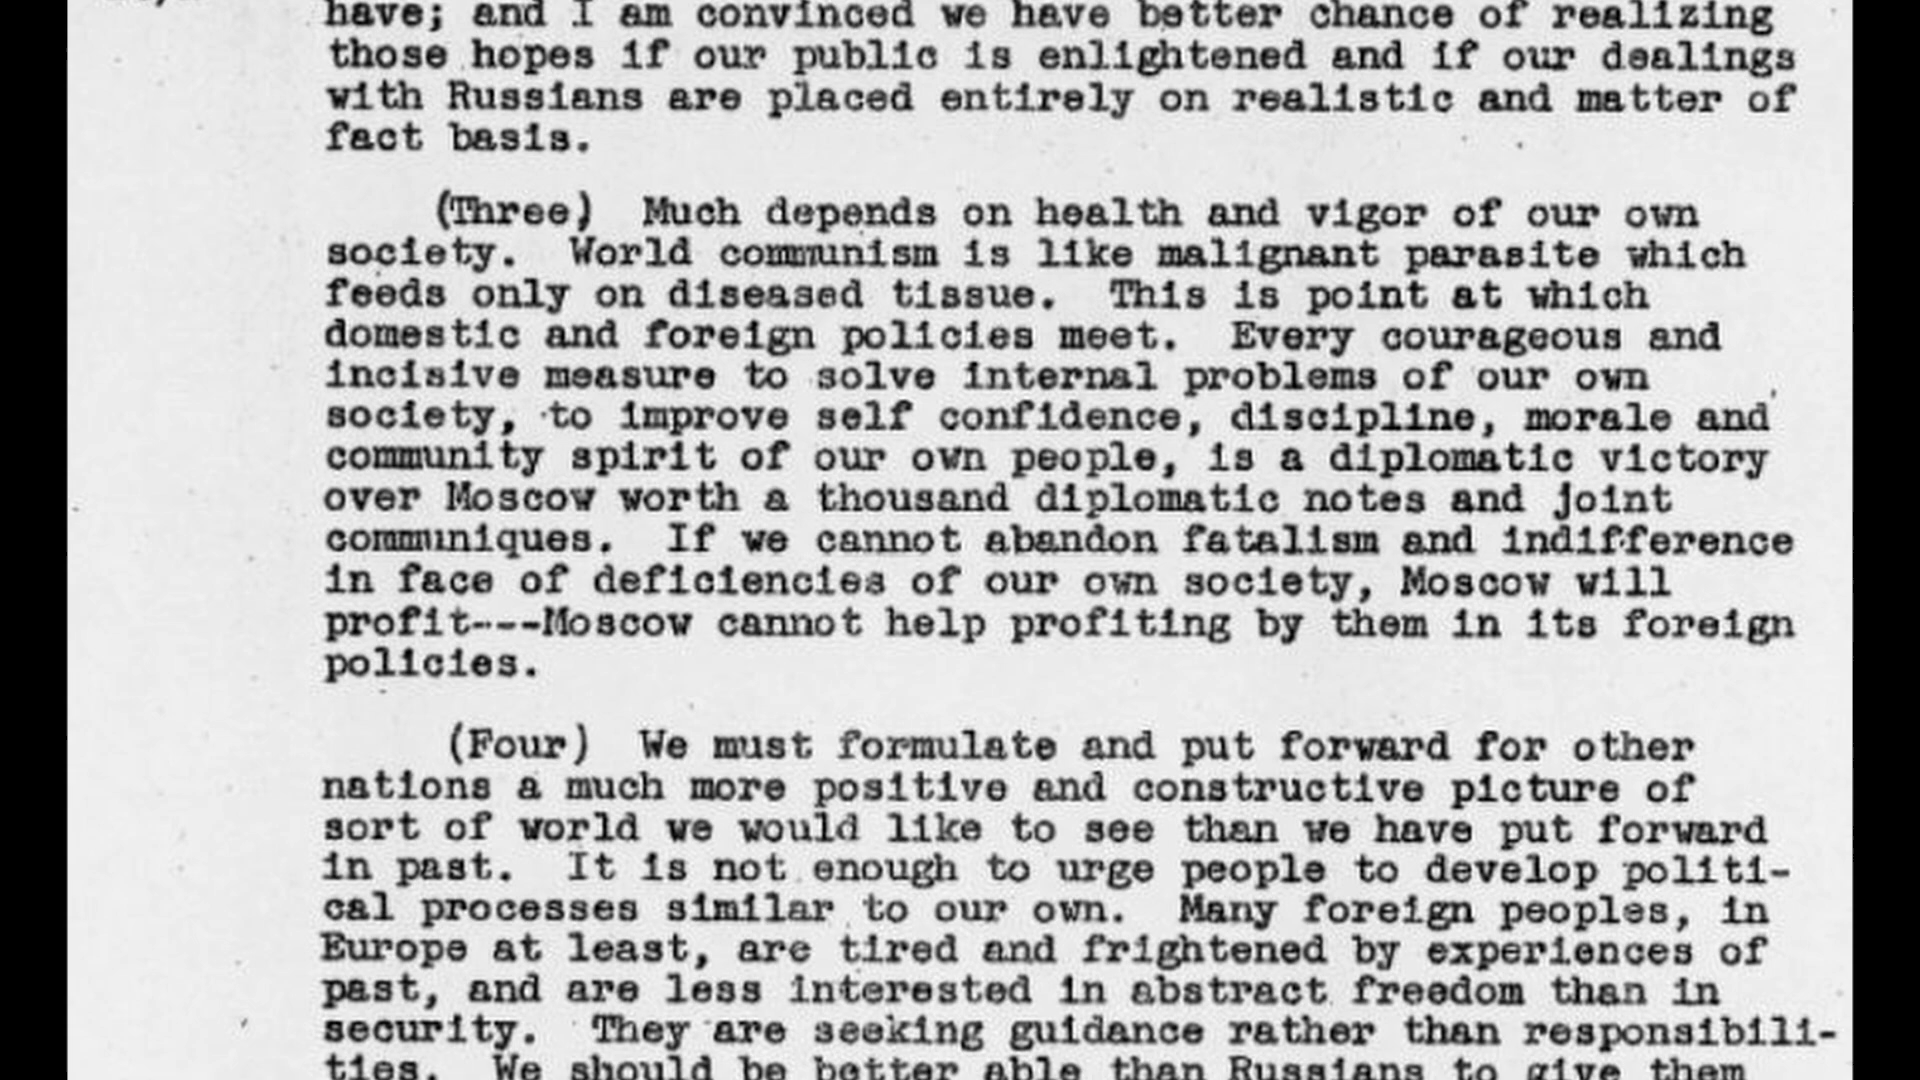 have; and I am convinced we have better chance of realizing
those hopes if our public is enlightened and if our dealings
with Russians are placed entirely on realistic and matter of
fact basis.
(Three) Much depends on health and vigor of our own
society. World communism is like malignant parasite which
feeds only on diseased tissue. This is point at which
domestic and foreign policies meet. Every courageous and
incisive measure to solve internal problems of our own
society, to improve self confidence, discipline, morale and
community spirit of our own people, is a diplomatic victory
over Moscow worth a thousand diplomatic notes and joint
communiques. If we cannot abandon fatalism and indifference
in face of deficiencies of our own society, Moscow will
profit----Moscow cannot help profiting by them in its foreign
policies.
(Four) We must formulate and put forward for other
nations a much more positive and constructive picture of
sort of world we would like to see than we have put forward
in past. It is not enough to urge people to develop politi-
cal processes similar to our own. Many foreign peoples, in
Europe at least, are tired and frightened by experiences of
past, and are less interested in abstract freedom than in
security. They are seeking guidance rather than responsibili-
ties. We should be better able than Russians to give them